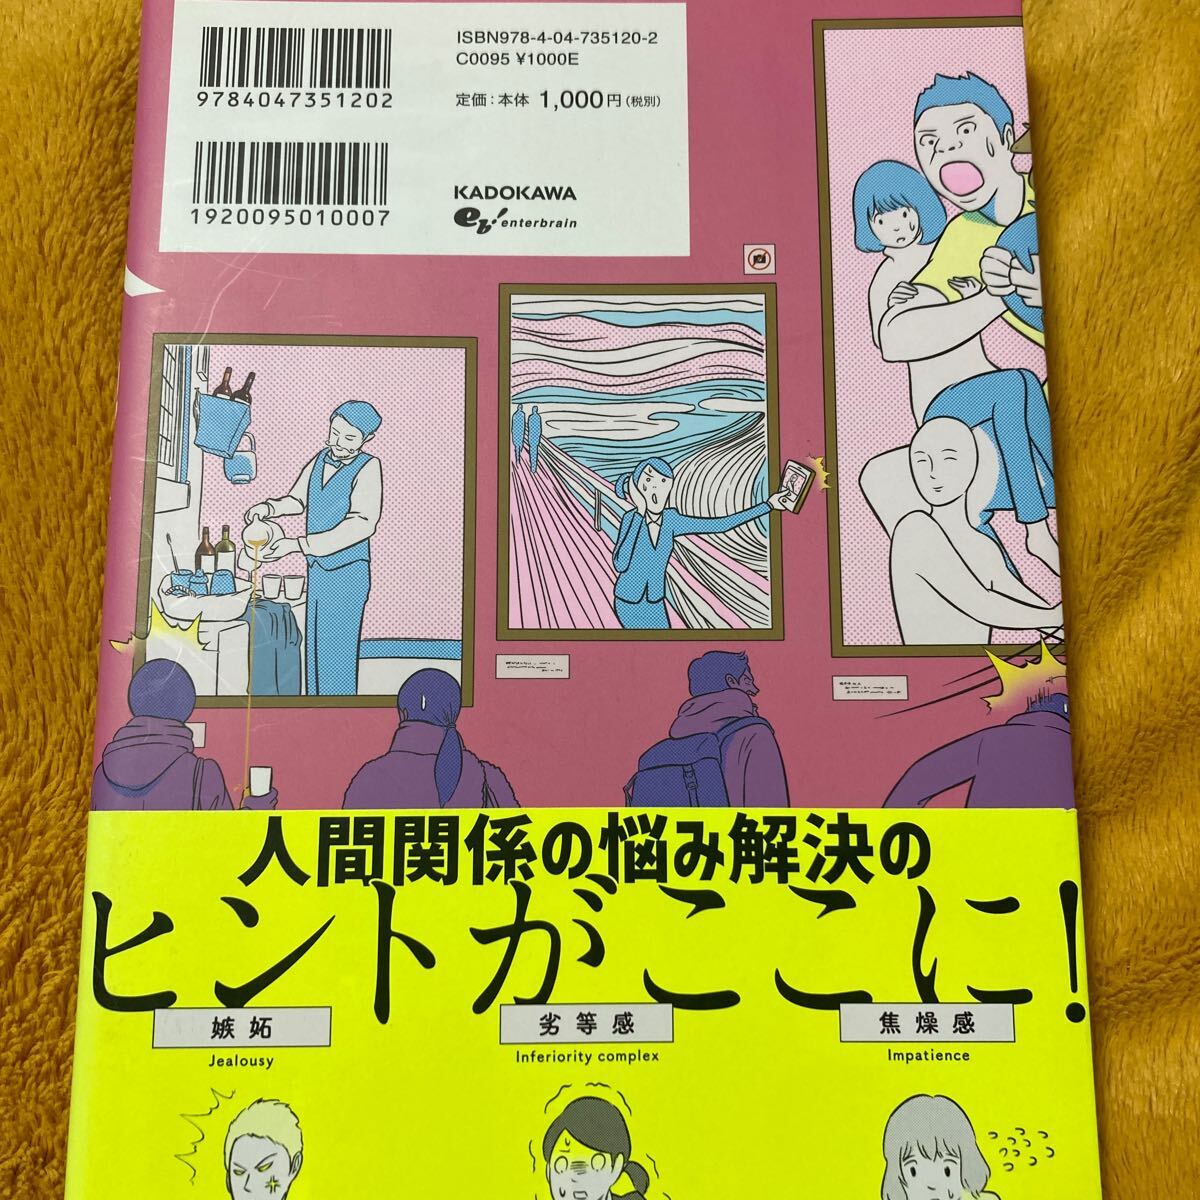 ISBN978-4-04-735120-2
C0095 ¥1000E
9784047351202
定価：本体 1,000円（税別）
1920095010007
KADOKAWA
eb! enterbrain
人間関係の悩み解決の
ヒントがここに！
嫉妬
Jealousy
劣等感
Inferiority complex
焦燥感
Impatience